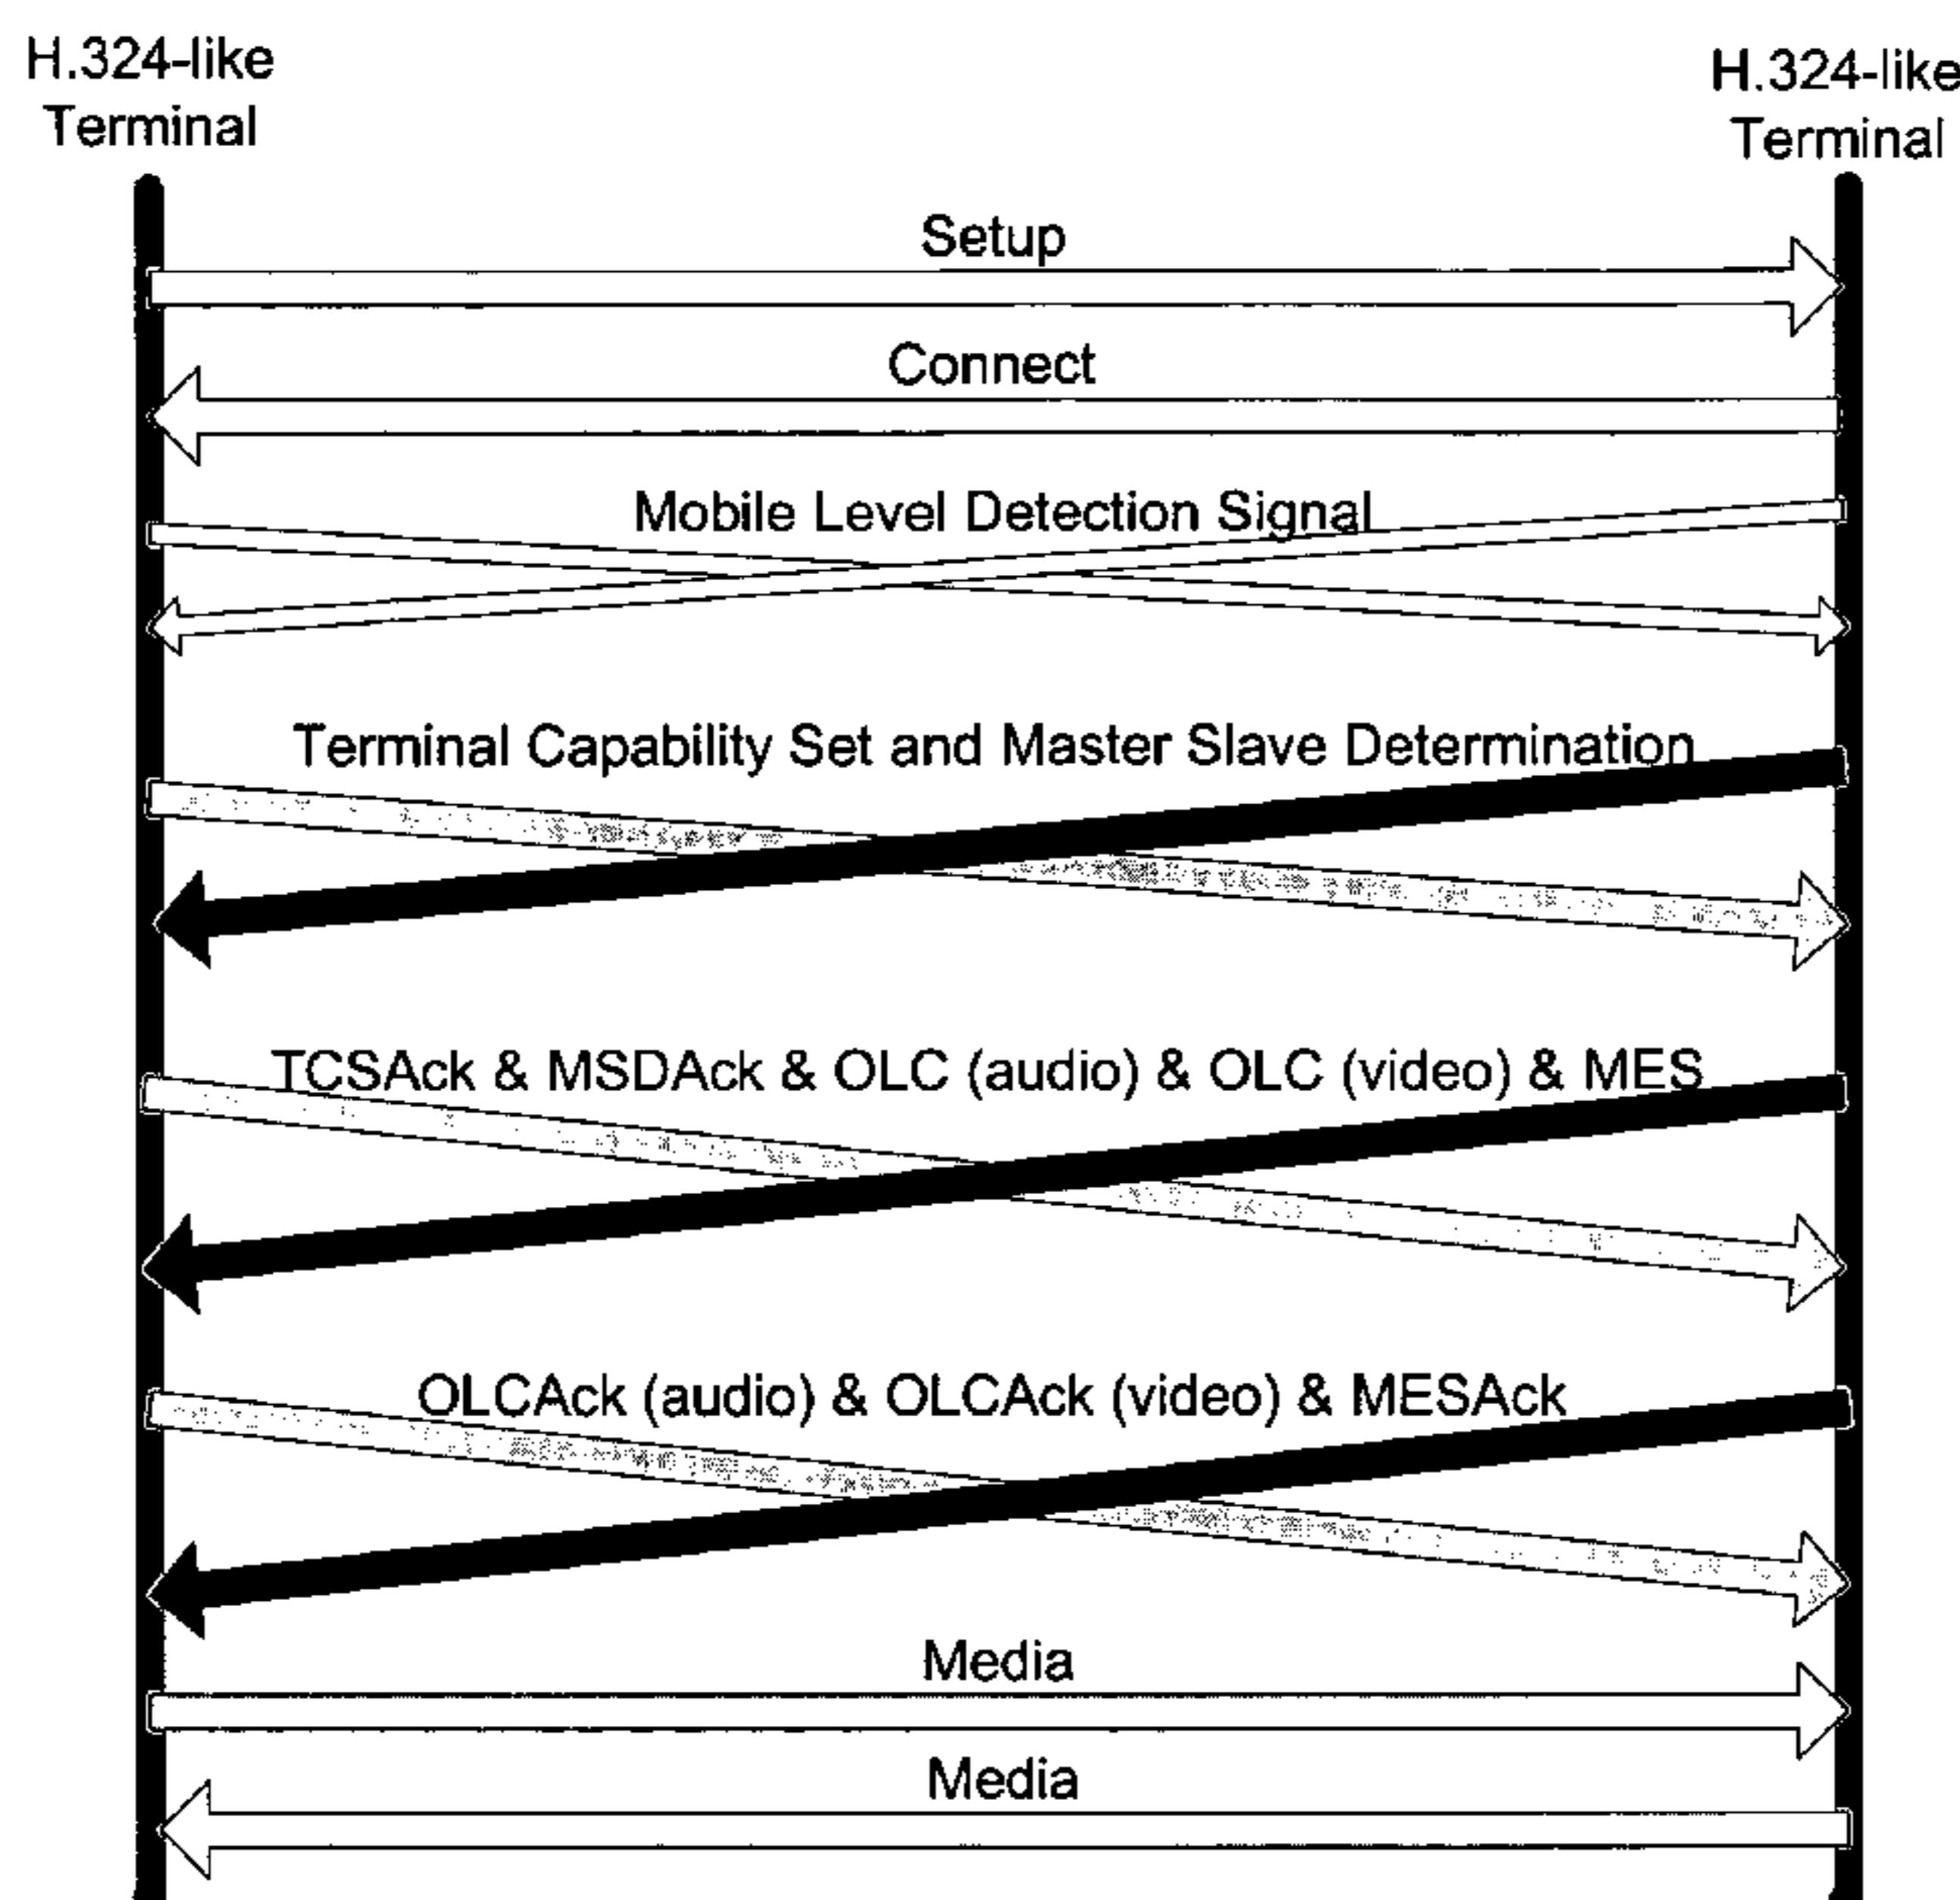 H.324-like
Terminal
H.324-like
Terminal
Setup
Connect
Mobile Level Detection Signal
Terminal Capability Set and Master Slave Determination
TCSAck & MSDAck & OLC (audio) & OLC (video) & MES
OLCAck (audio) & OLCAck (video) & MESAck
Media
Media